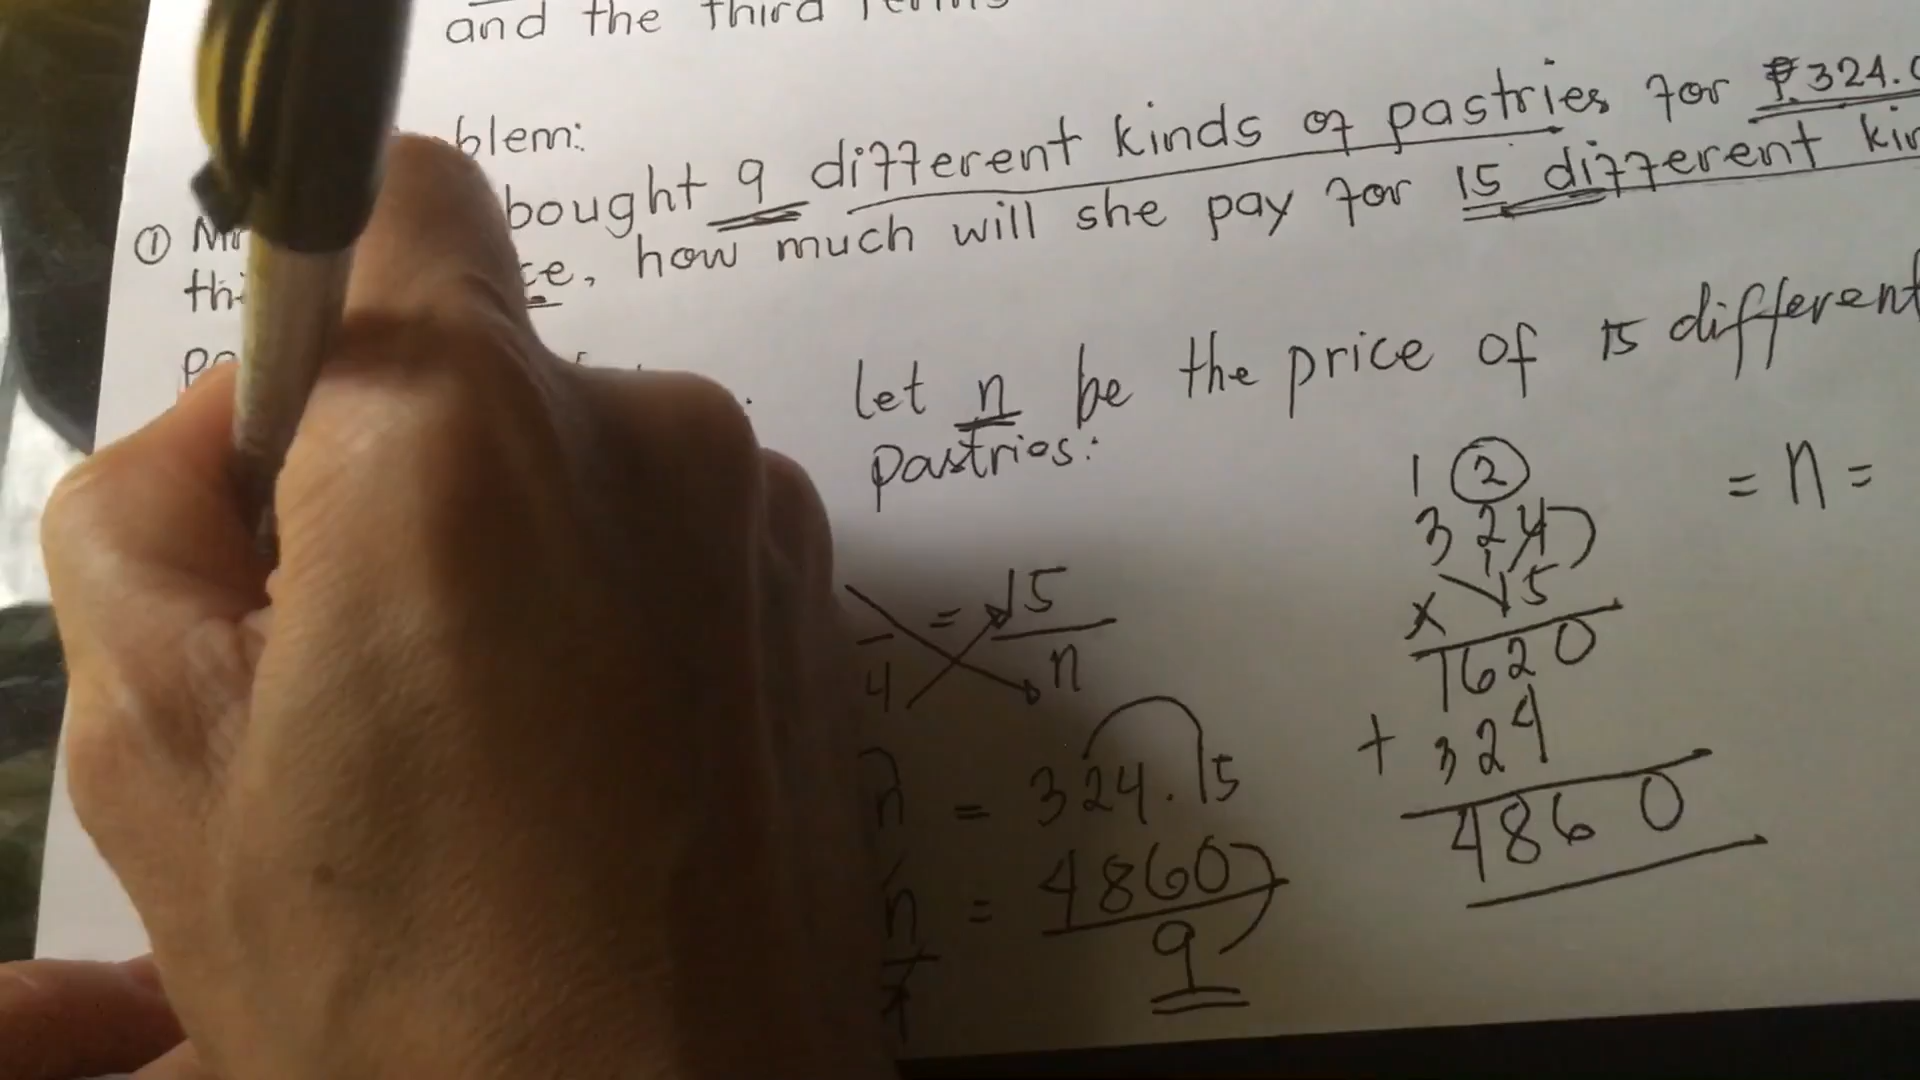 and the third
blem:
① bought 9 different kinds of pastries for ₱324.
how much will she pay for 15 different
let n be the price of 15 different
pastries:
1 2
324
x 15
1620
+ 324
4860
= n =
= 15
4 n
n = 324.15
n = 4860
9